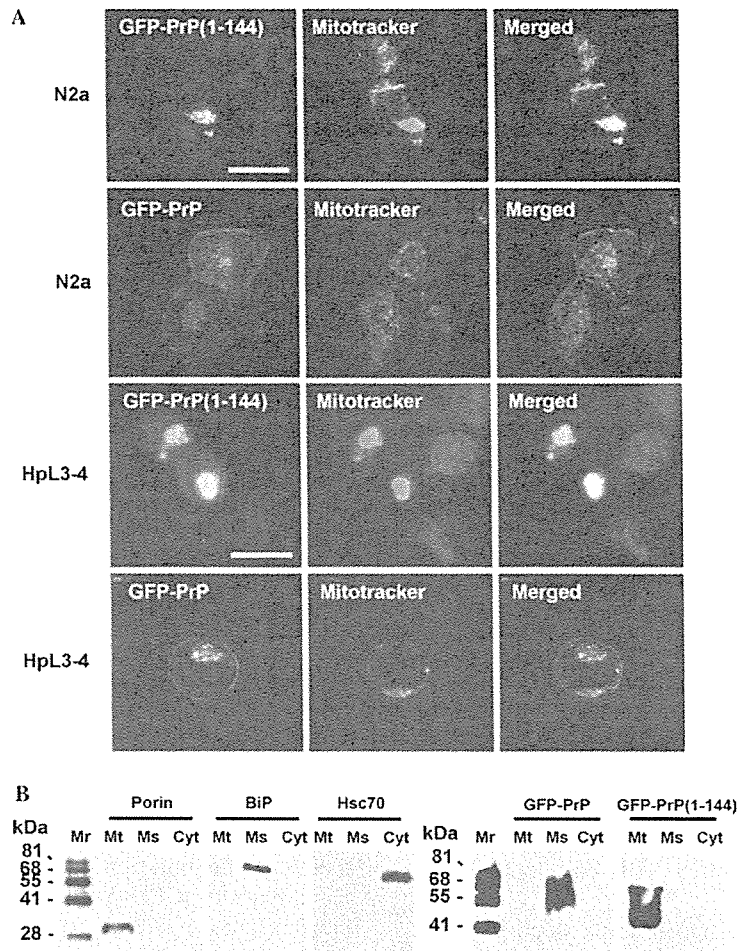 A
GFP-PrP(1-144) Mitotracker Merged
N2a
GFP-PrP Mitotracker Merged
N2a
GFP-PrP(1-144) Mitotracker Merged
HpL3-4
GFP-PrP Mitotracker Merged
HpL3-4
B
Porin BiP Hsc70 GFP-PrP GFP-PrP(1-144)
kDa Mr Mt Ms Cyt Mt Ms Cyt Mt Ms Cyt kDa Mr Mt Ms Cyt Mt Ms Cyt
81 -
68 -
55 -
41 -
28 -
81 -
68 -
55 -
41 -